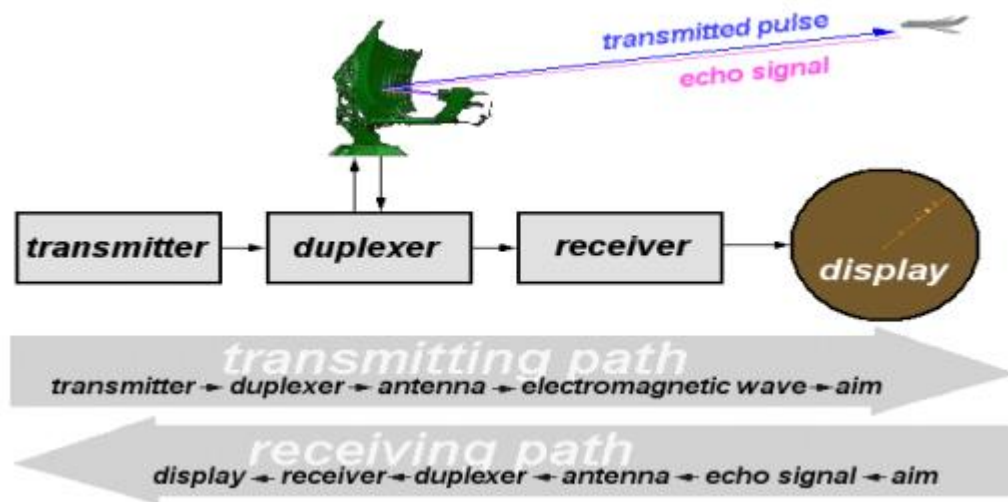 transmitted pulse
echo signal
transmitter
duplexer
receiver
display
transmitting path
transmitter → duplexer → antenna → electromagnetic wave → aim
receiving path
display ← receiver ← duplexer ← antenna ← echo signal ← aim